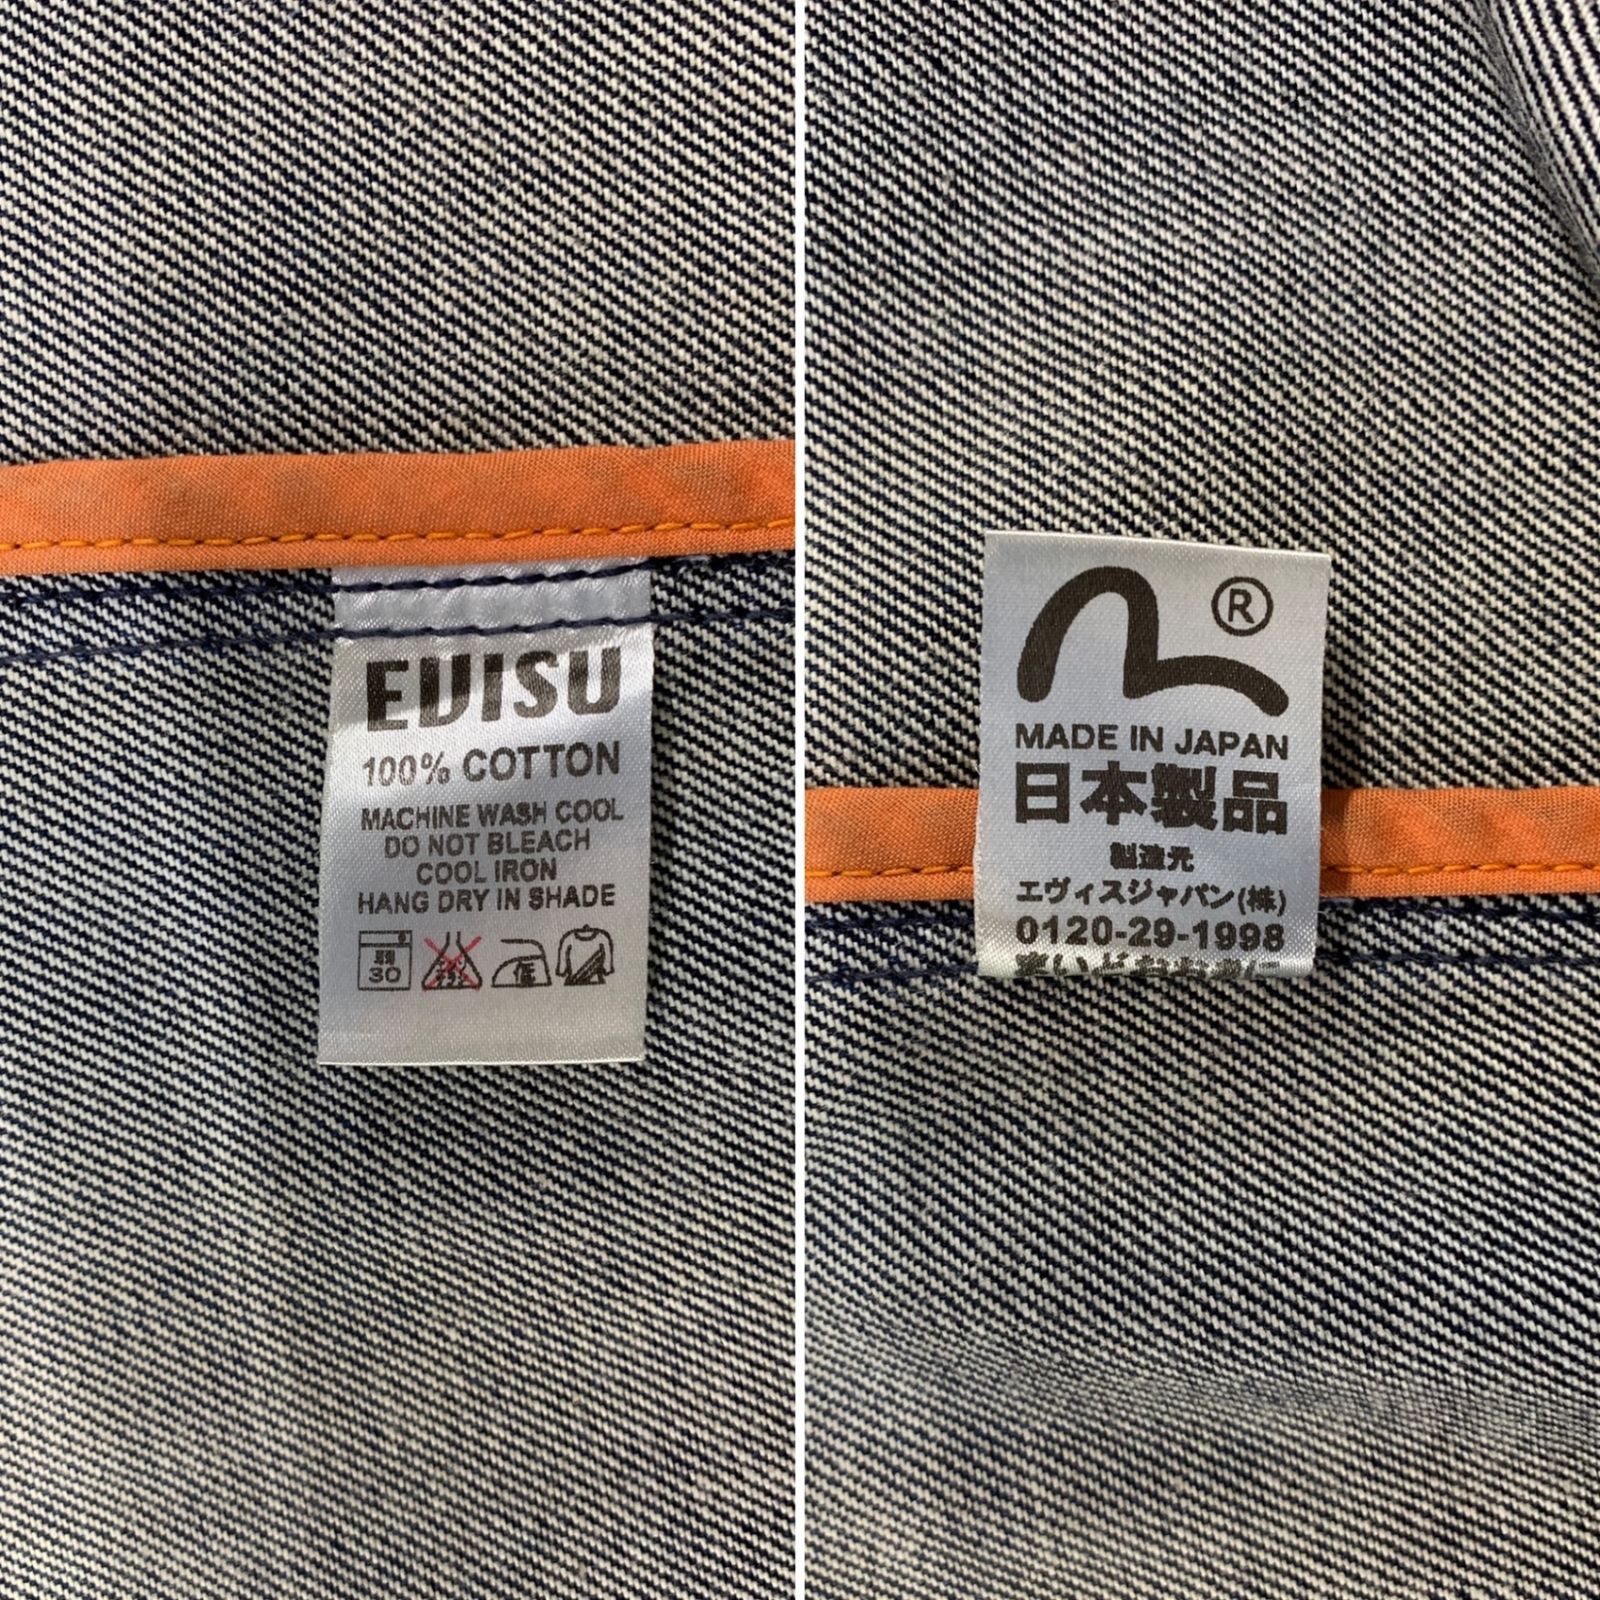 EVISU
100% COTTON
MACHINE WASH COOL
DO NOT BLEACH
COOL IRON
HANG DRY IN SHADE
弱
30
低
®
MADE IN JAPAN
日本製品
製造元
エヴィスジャパン(株)
0120-29-1998